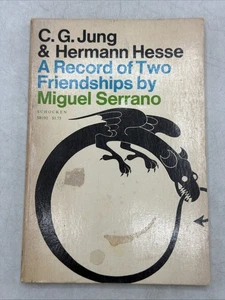 C. G. Jung
& Hermann Hesse
A Record of Two
Friendships by
Miguel Serrano
SCHOCKEN